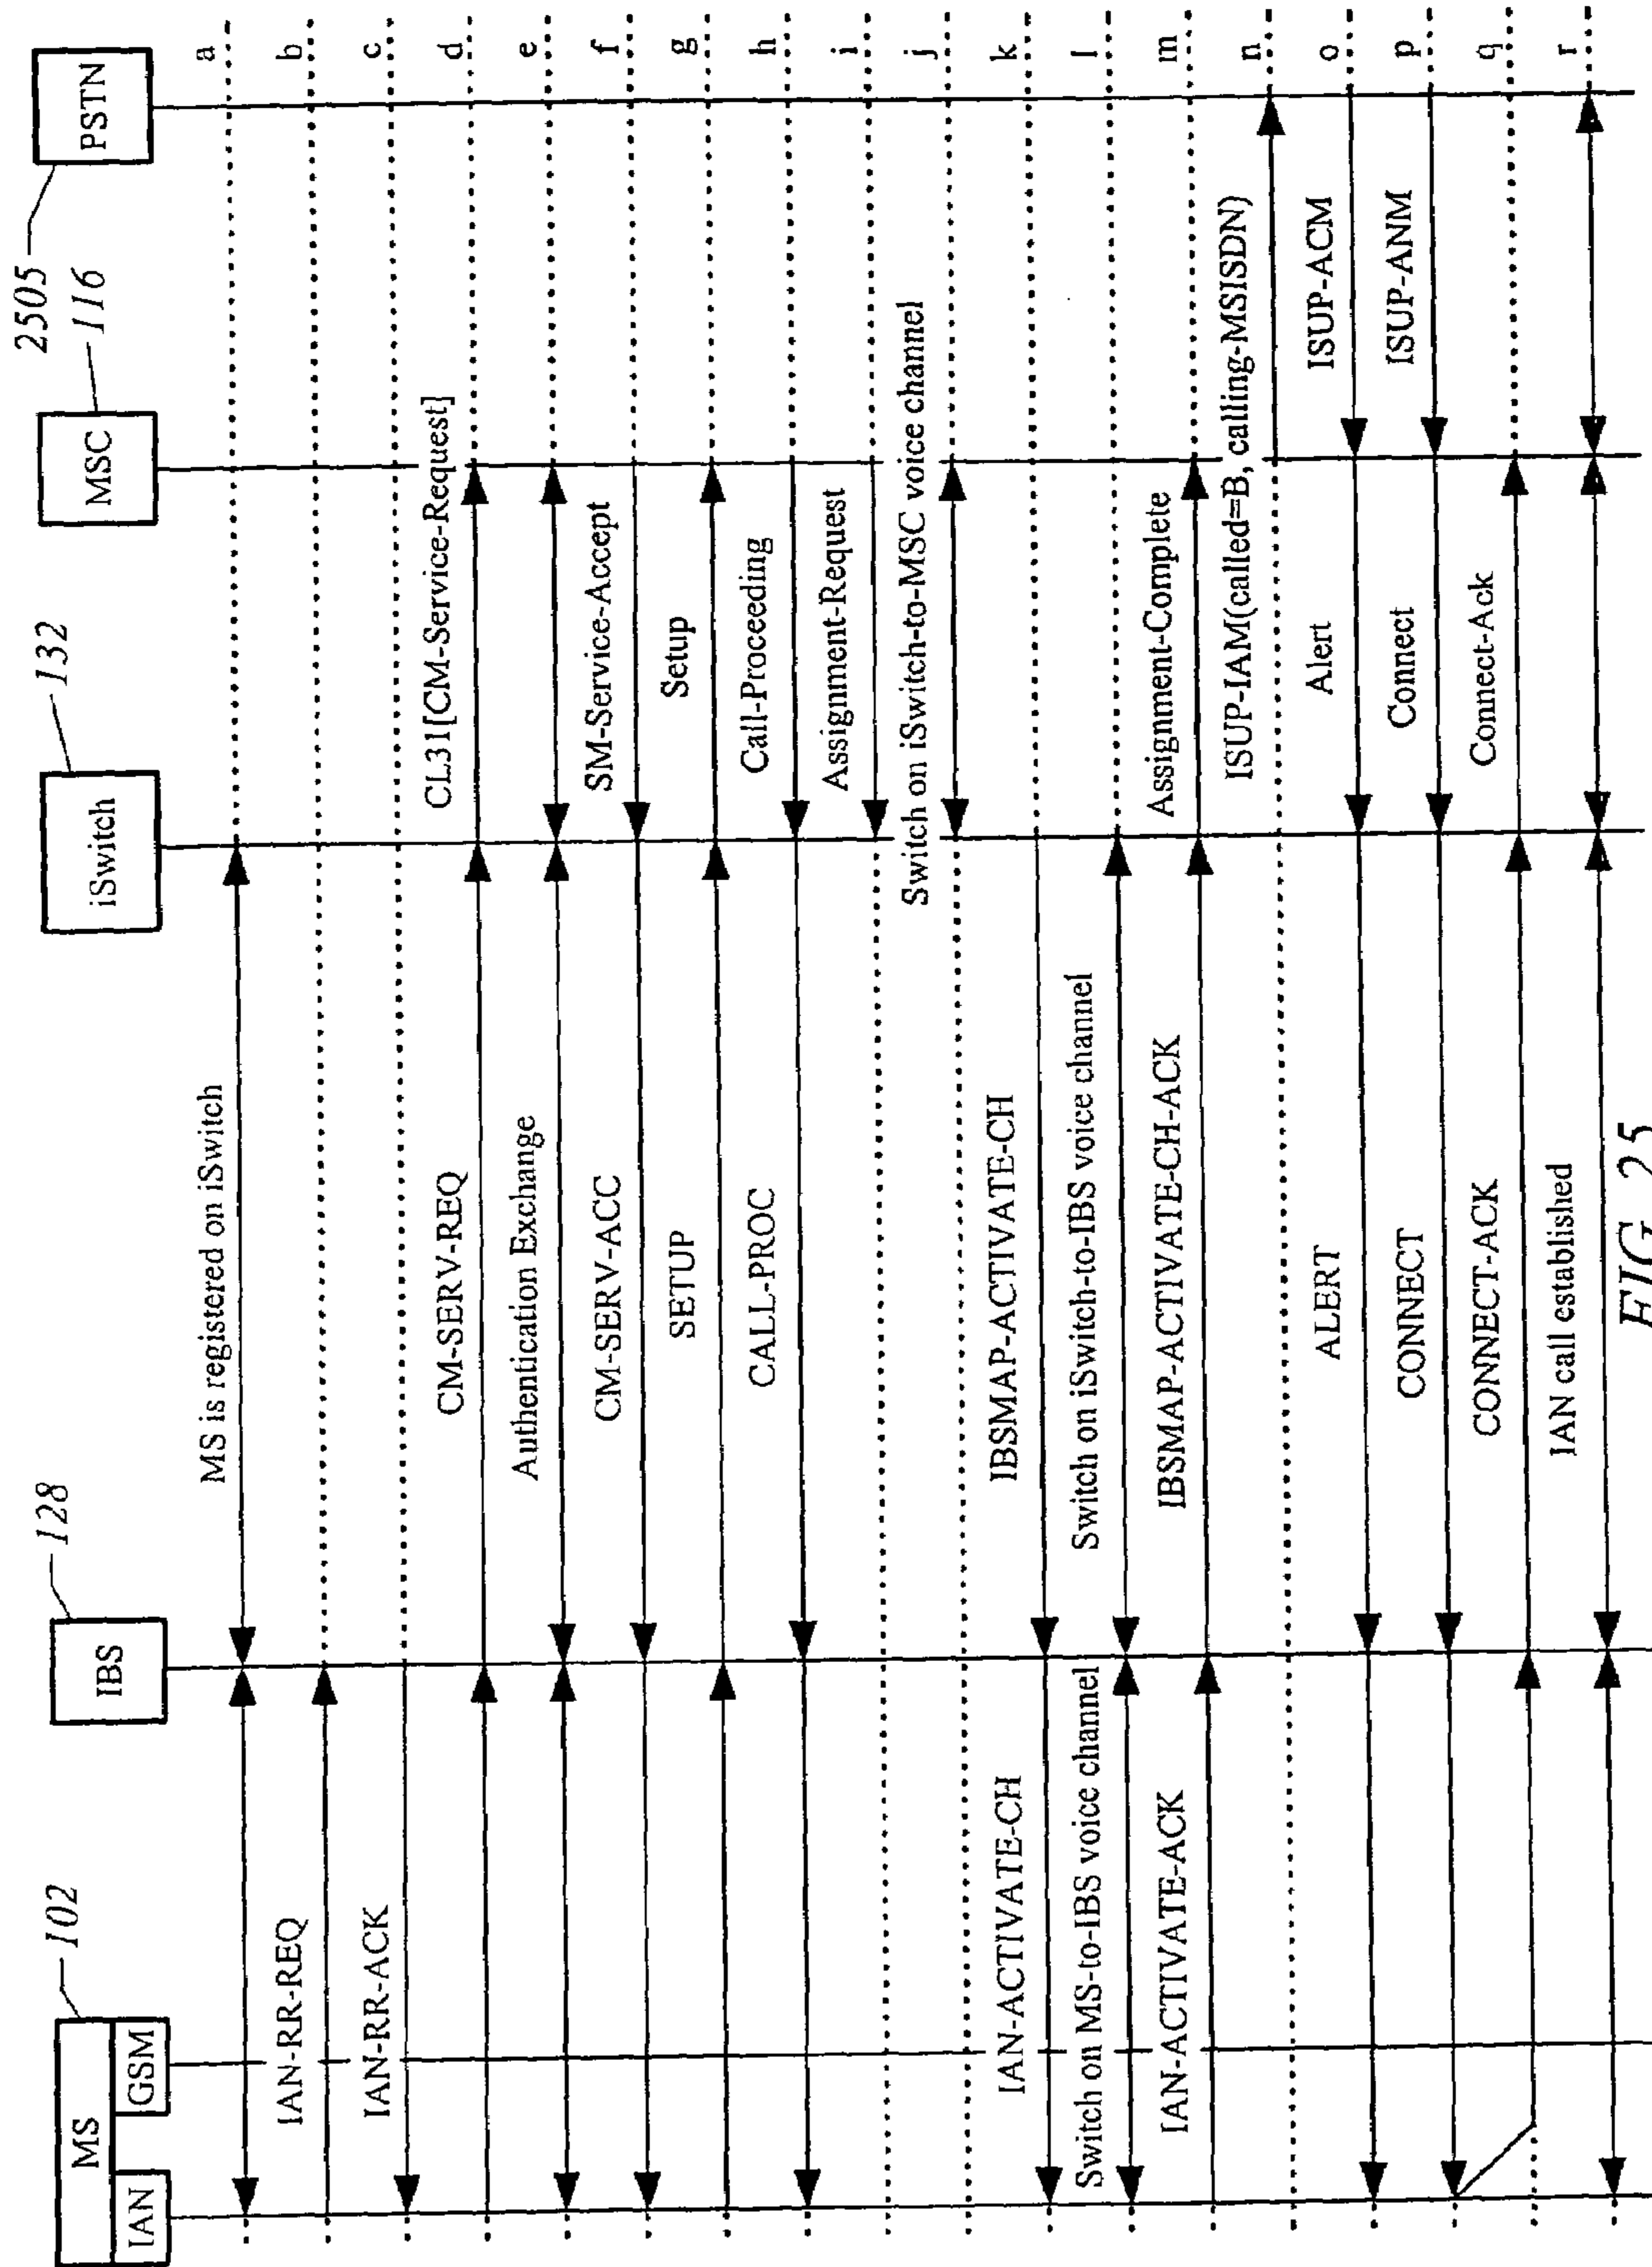 2505
102
128
132
116
MS
IAN
GSM
IBS
iSwitch
MSC
PSTN
a
MS is registered on iSwitch
b
IAN-RR-REQ
c
IAN-RR-ACK
d
CM-SERV-REQ
CL31[CM-Service-Request]
e
Authentication Exchange
f
CM-SERV-ACC
SM-Service-Accept
g
SETUP
Setup
h
CALL-PROC
Call-Proceeding
i
Assignment-Request
j
Switch on iSwitch-to-MSC voice channel
k
IAN-ACTIVATE-CH
IBSMAP-ACTIVATE-CH
l
Switch on MS-to-IBS voice channel
Switch on iSwitch-to-IBS voice channel
m
IAN-ACTIVATE-ACK
IBSMAP-ACTIVATE-CH-ACK
Assignment-Complete
n
ISUP-IAM(called=B, calling-MSISDN)
o
ALERT
Alert
ISUP-ACM
p
CONNECT
Connect
ISUP-ANM
q
CONNECT-ACK
Connect-Ack
r
IAN call established
FIG. 25